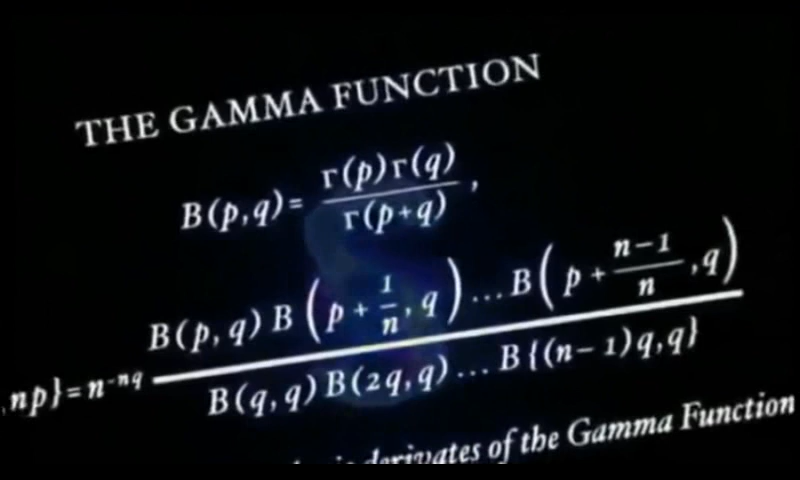 THE GAMMA FUNCTION
B(p,q)= r(p)r(q) / r(p+q) ,
,np}=n^-nq B(p,q) B (p + 1/n, q) ... B (p + n-1/n ,q) / B(q,q) B(2q,q) ... B {(n-1)q,q}
derivates of the Gamma Function